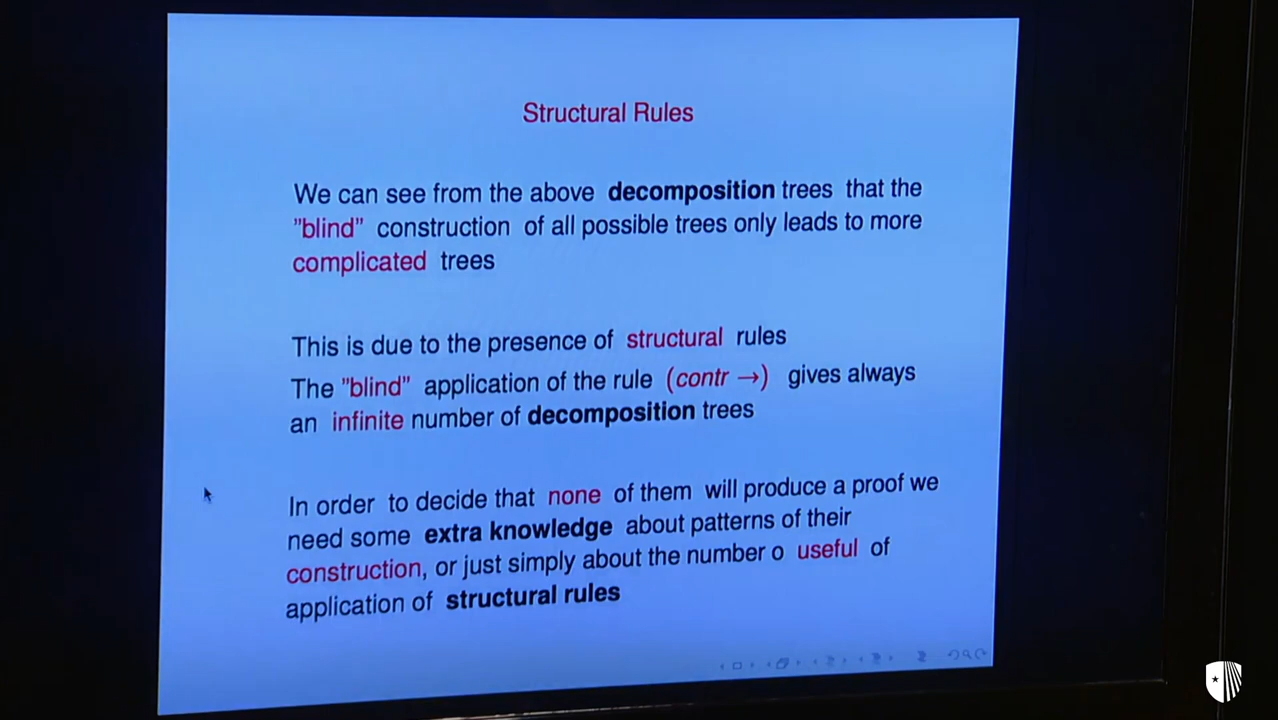 Structural Rules
We can see from the above decomposition trees that the
"blind" construction of all possible trees only leads to more
complicated trees
This is due to the presence of structural rules
The "blind" application of the rule (contr →) gives always
an infinite number of decomposition trees
In order to decide that none of them will produce a proof we
need some extra knowledge about patterns of their
construction, or just simply about the number o useful of
application of structural rules